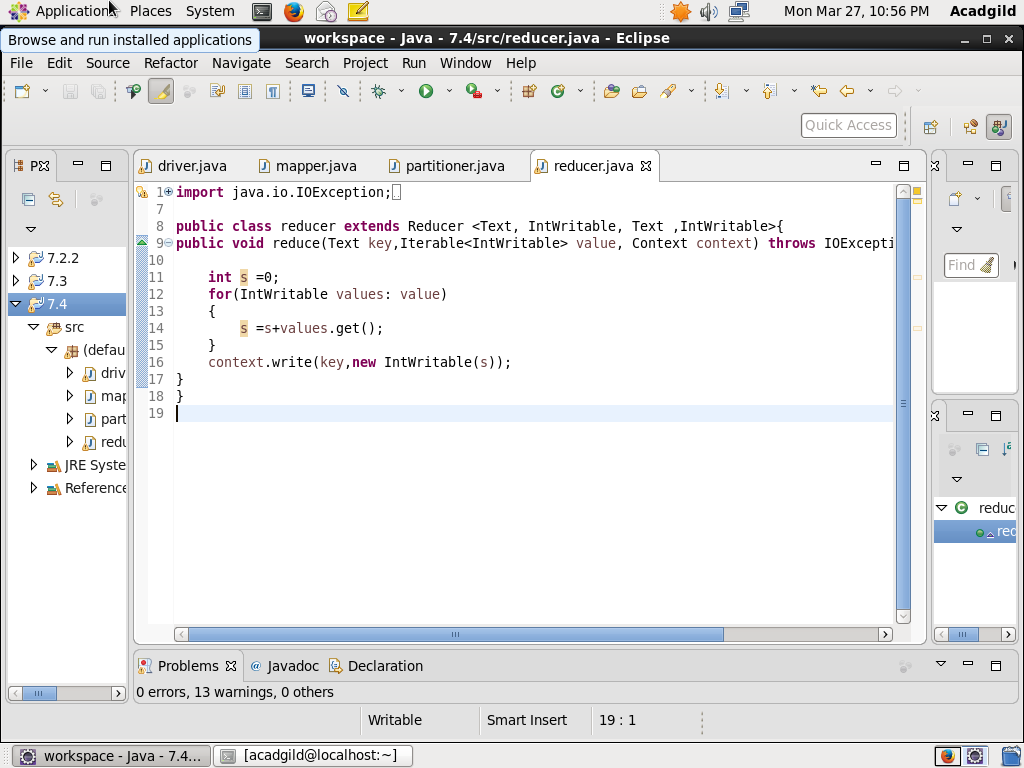 Applications Places System Mon Mar 27, 10:56 PM Acadgild
Browse and run installed applications
workspace - Java - 7.4/src/reducer.java - Eclipse
File Edit Source Refactor Navigate Search Project Run Window Help
Quick Access
P driver.java mapper.java partitioner.java reducer.java
1 import java.io.IOException;
7
8 public class reducer extends Reducer <Text, IntWritable, Text ,IntWritable>{
9 public void reduce(Text key,Iterable<IntWritable> value, Context context) throws IOExcepti
10
11 int s =0;
12 for(IntWritable values: value)
13 {
14 s =s+values.get();
15 }
16 context.write(key,new IntWritable(s));
17 }
18 }
19
7.2.2
7.3
7.4
src
(defau
driv
map
part
redu
JRE Syste
Reference
Find
reduc
red
Problems @ Javadoc Declaration
0 errors, 13 warnings, 0 others
Writable Smart Insert 19 : 1
workspace - Java - 7.4... [acadgild@localhost:~]